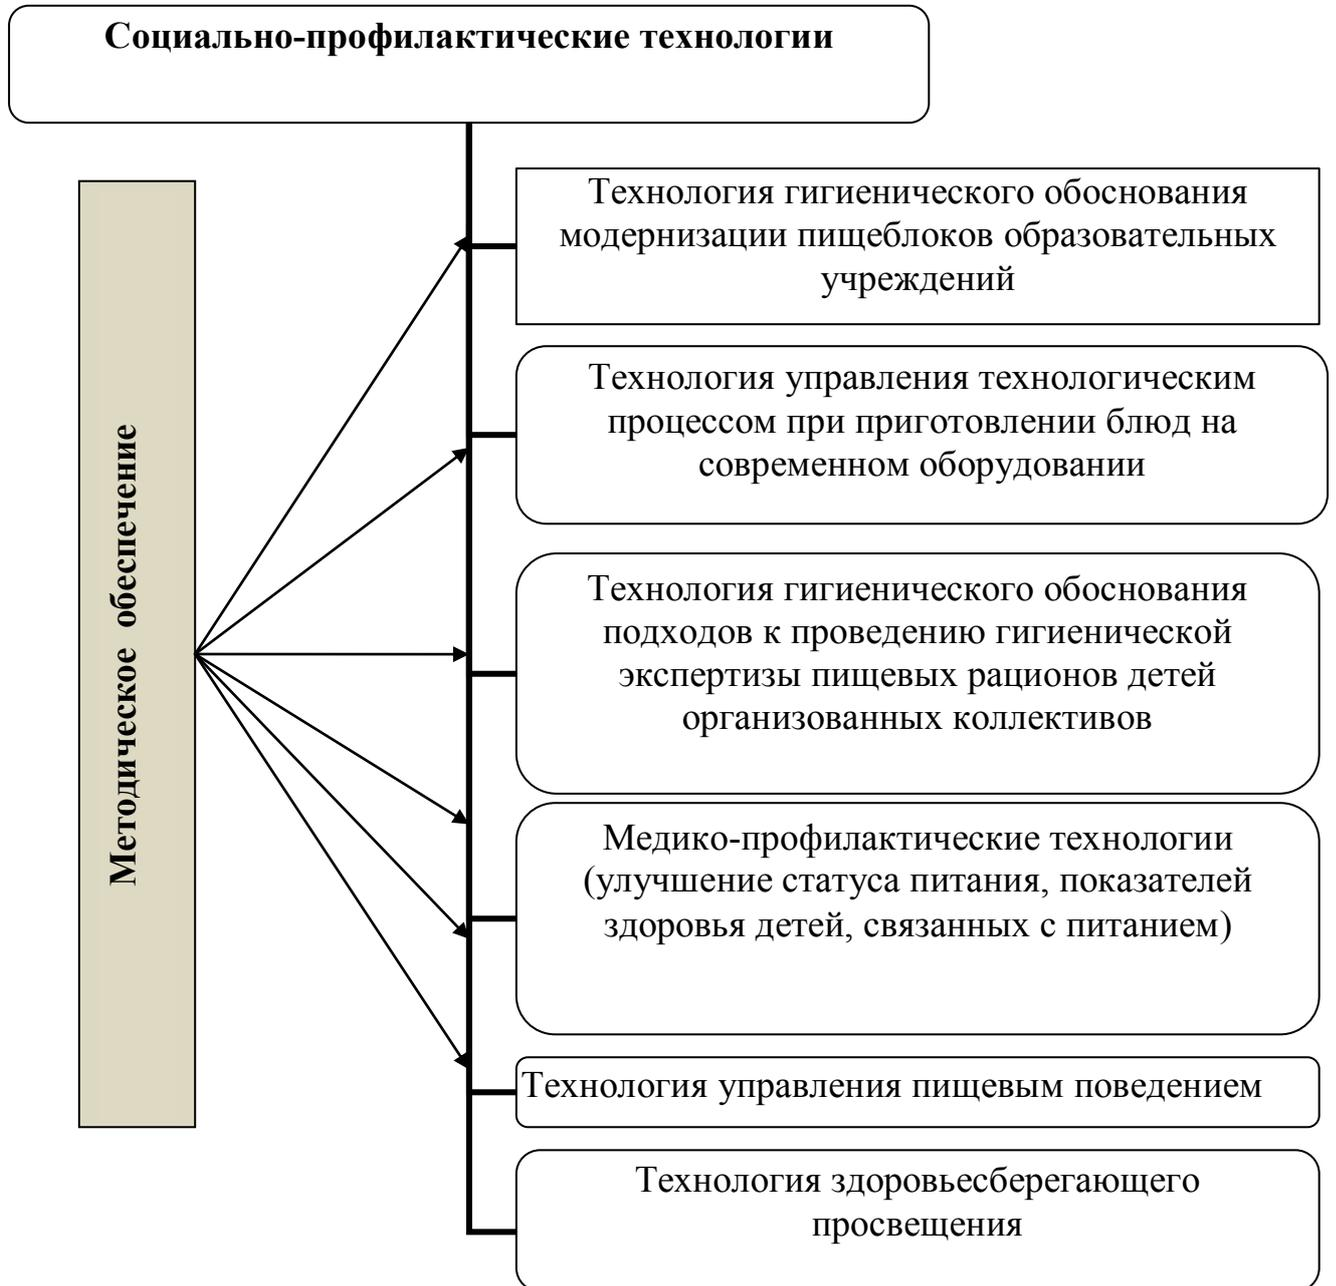 Социально-профилактические технологии
Методическое обеспечение
Технология гигиенического обоснования
модернизации пищеблоков образовательных
учреждений
Технология управления технологическим
процессом при приготовлении блюд на
современном оборудовании
Технология гигиенического обоснования
подходов к проведению гигиенической
экспертизы пищевых рационов детей
организованных коллективов
Медико-профилактические технологии
(улучшение статуса питания, показателей
здоровья детей, связанных с питанием)
Технология управления пищевым поведением
Технология здоровьесберегающего
просвещения